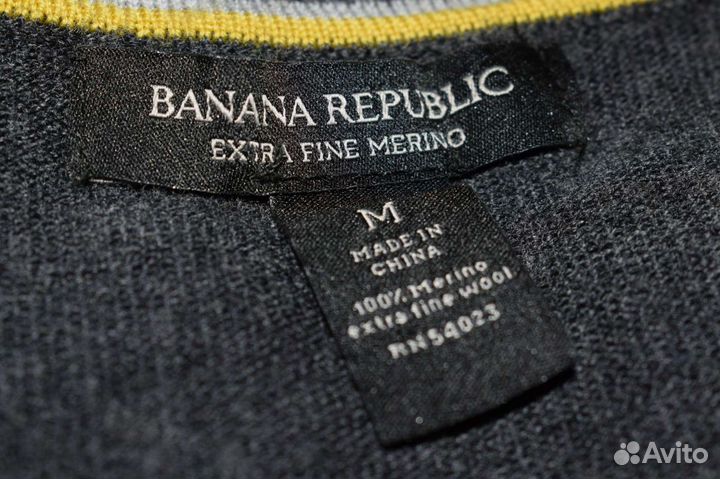 BANANA REPUBLIC
EXTRA FINE MERINO
M
MADE IN
CHINA
100% Merino
extra fine wool
RN54023
Avito